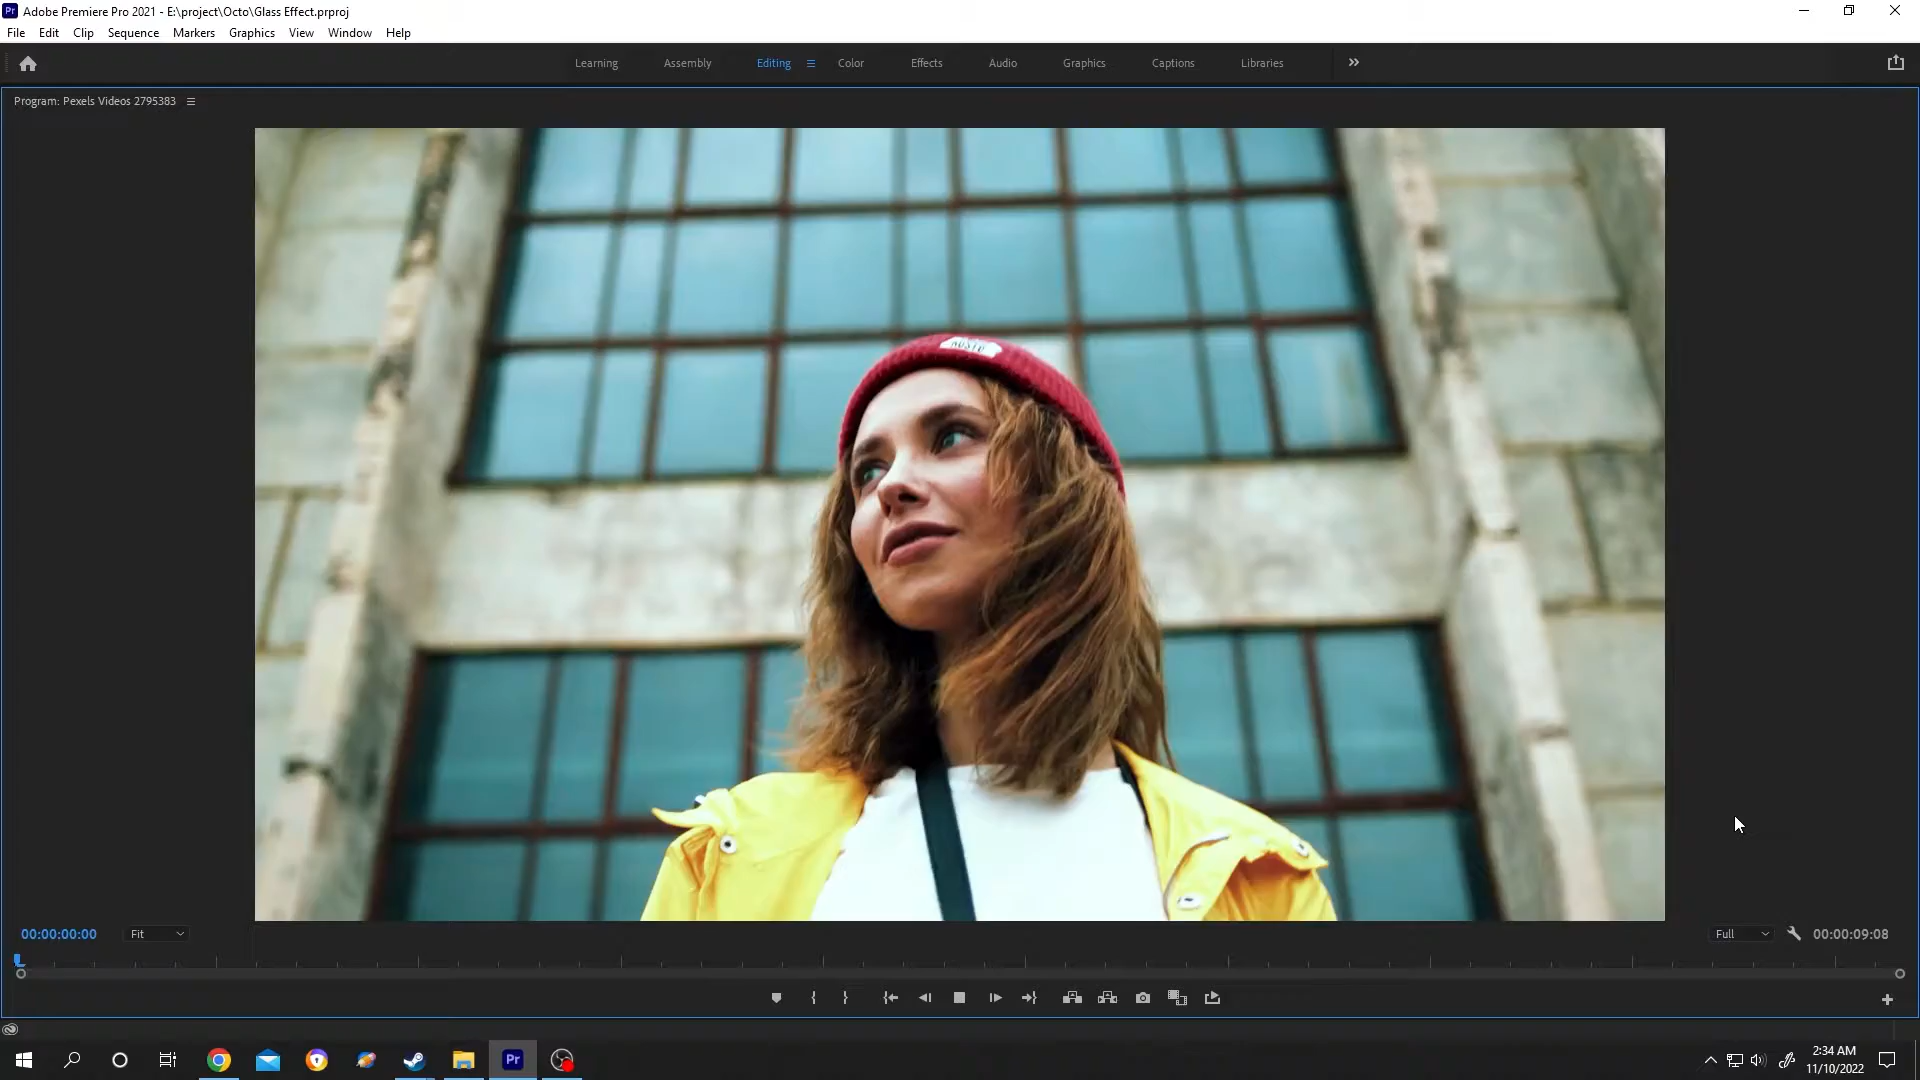 Adobe Premiere Pro 2021 - E:\project\Octo\Glass Effect.prproj
File Edit Clip Sequence Markers Graphics View Window Help
Learning Assembly Editing Color Effects Audio Graphics Captions Libraries
Program: Pexels Videos 2795383
00:00:00:00 Fit Full 00:00:09:08
Pr
2:34 AM
11/10/2022